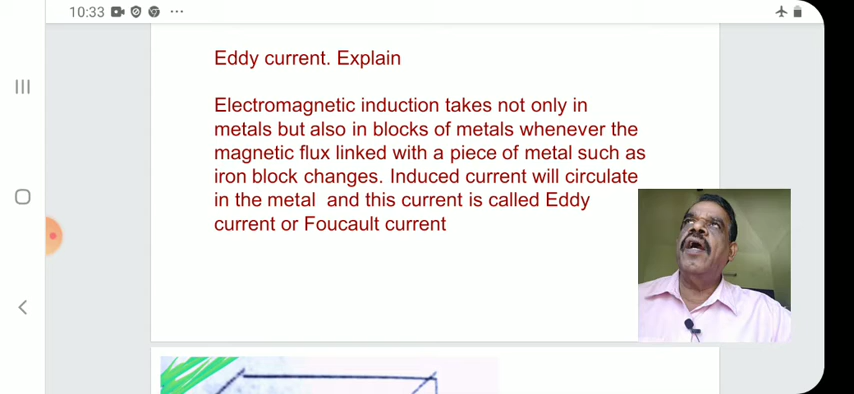 10:33
Eddy current. Explain
Electromagnetic induction takes not only in
metals but also in blocks of metals whenever the
magnetic flux linked with a piece of metal such as
iron block changes. Induced current will circulate
in the metal  and this current is called Eddy
current or Foucault current